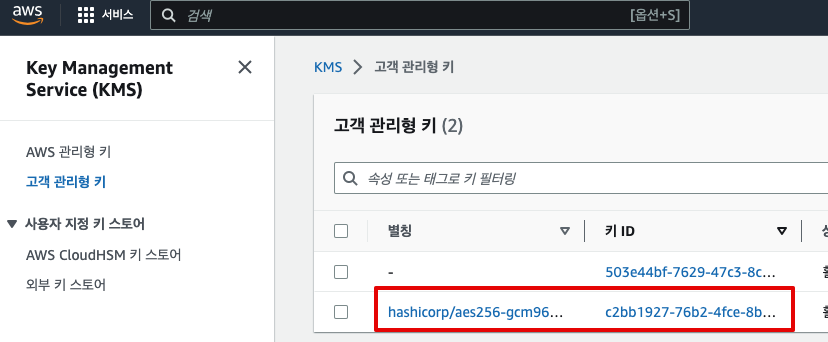 aws
서비스
검색
[옵션+S]
Key Management
Service (KMS)
AWS 관리형 키
고객 관리형 키
사용자 지정 키 스토어
AWS CloudHSM 키 스토어
외부 키 스토어
KMS
고객 관리형 키
고객 관리형 키 (2)
속성 또는 태그로 키 필터링
별칭
키 ID
-
503e44bf-7629-47c3-8c...
hashicorp/aes256-gcm96...
c2bb1927-76b2-4fce-8b...